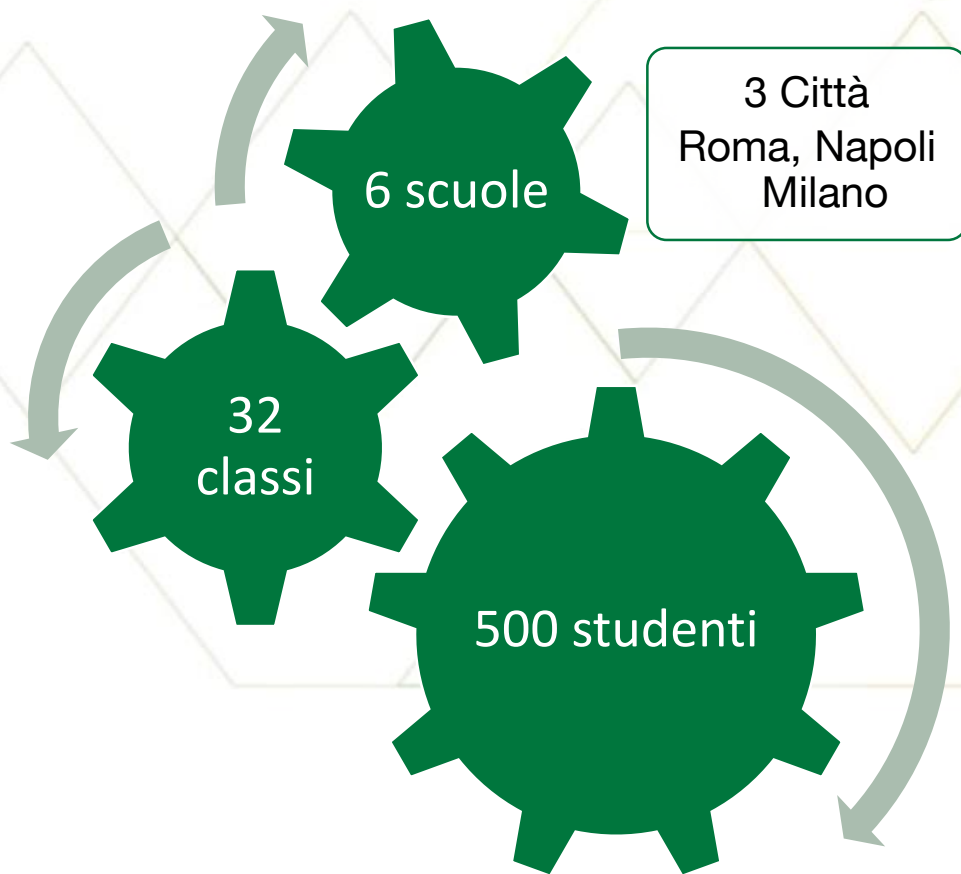 3 Città
Roma, Napoli
Milano
6 scuole
32
classi
500 studenti